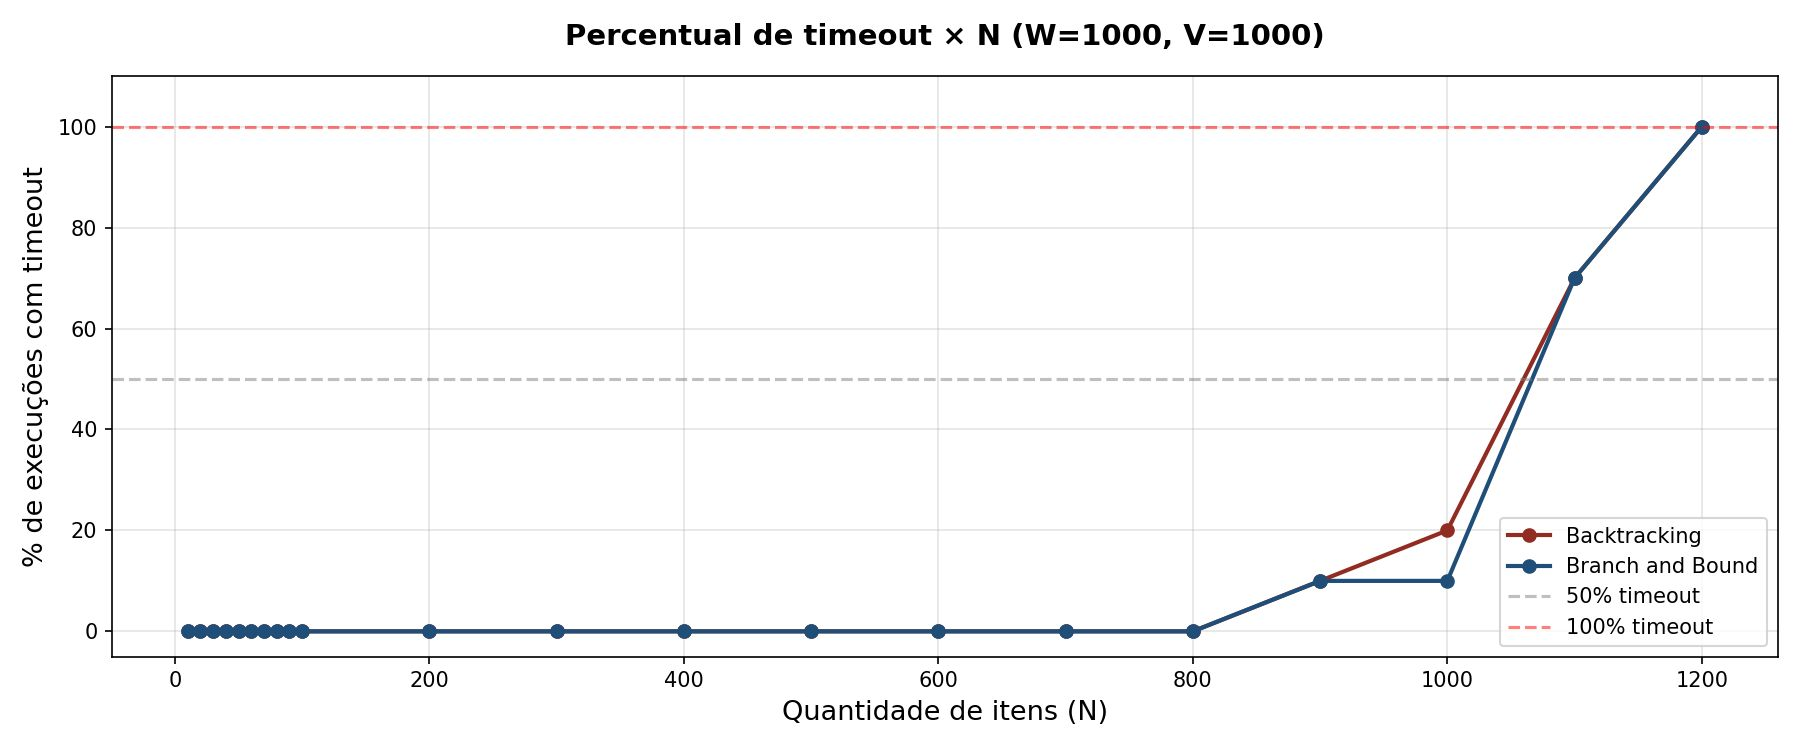 Percentual de timeout × N (W=1000, V=1000)
% de execuções com timeout
100
80
60
40
20
0
0
200
400
600
800
1000
1200
Quantidade de itens (N)
Backtracking
Branch and Bound
50% timeout
100% timeout